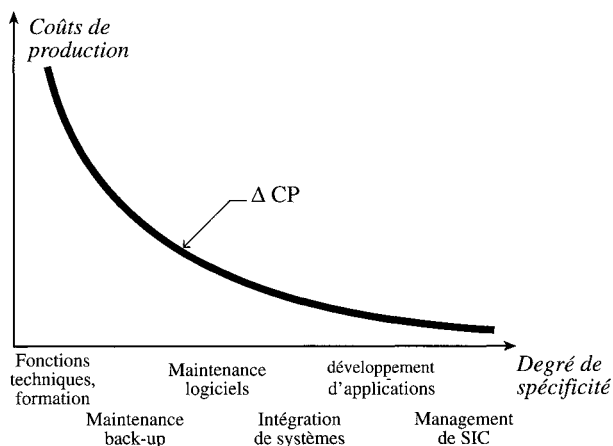 Coûts de
production
Δ CP
Fonctions
techniques,
formation
Maintenance
back-up
Maintenance
logiciels
Intégration
de systèmes
développement
d'applications
Management
de SIC
Degré de
spécificité